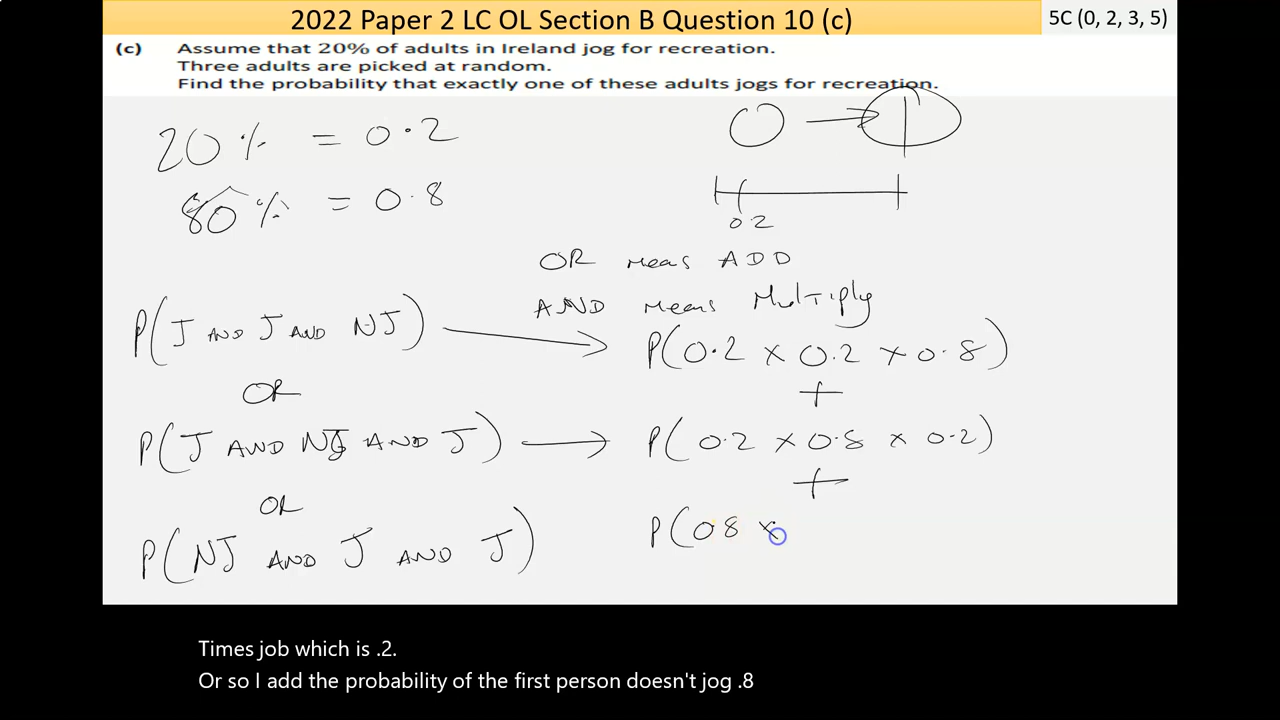 2022 Paper 2 LC OL Section B Question 10 (c)
5C (0, 2, 3, 5)
(c) Assume that 20% of adults in Ireland jog for recreation.
Three adults are picked at random.
Find the probability that exactly one of these adults jogs for recreation.
20% = 0.2
80% = 0.8
0.2
OR means ADD
AND means Multiply
P(J AND J AND NJ)
P(0.2 x 0.2 x 0.8)
OR
+
P(J AND NJ AND J)
P(0.2 x 0.8 x 0.2)
OR
+
P(NJ AND J AND J)
P(0.8 x
Times job which is .2.
Or so I add the probability of the first person doesn't jog .8